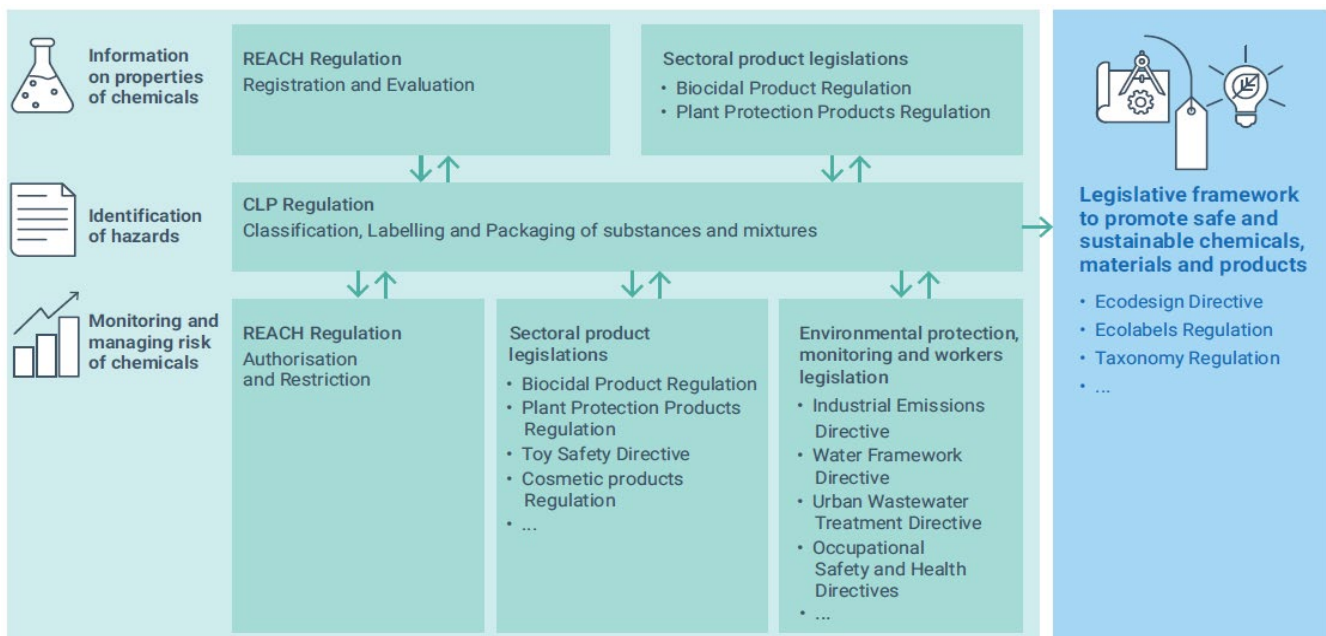 Information
on properties
of chemicals
REACH Regulation
Registration and Evaluation
Sectoral product legislations
• Biocidal Product Regulation
• Plant Protection Products Regulation
Identification
of hazards
CLP Regulation
Classification, Labelling and Packaging of substances and mixtures
Monitoring and
managing risk
of chemicals
REACH Regulation
Authorisation
and Restriction
Sectoral product
legislations
• Biocidal Product Regulation
• Plant Protection Products
Regulation
• Toy Safety Directive
• Cosmetic products
Regulation
• ...
Environmental protection,
monitoring and workers
legislation
• Industrial Emissions
Directive
• Water Framework
Directive
• Urban Wastewater
Treatment Directive
• Occupational
Safety and Health
Directives
• ...
Legislative framework
to promote safe and
sustainable chemicals,
materials and products
• Ecodesign Directive
• Ecolabels Regulation
• Taxonomy Regulation
• ...